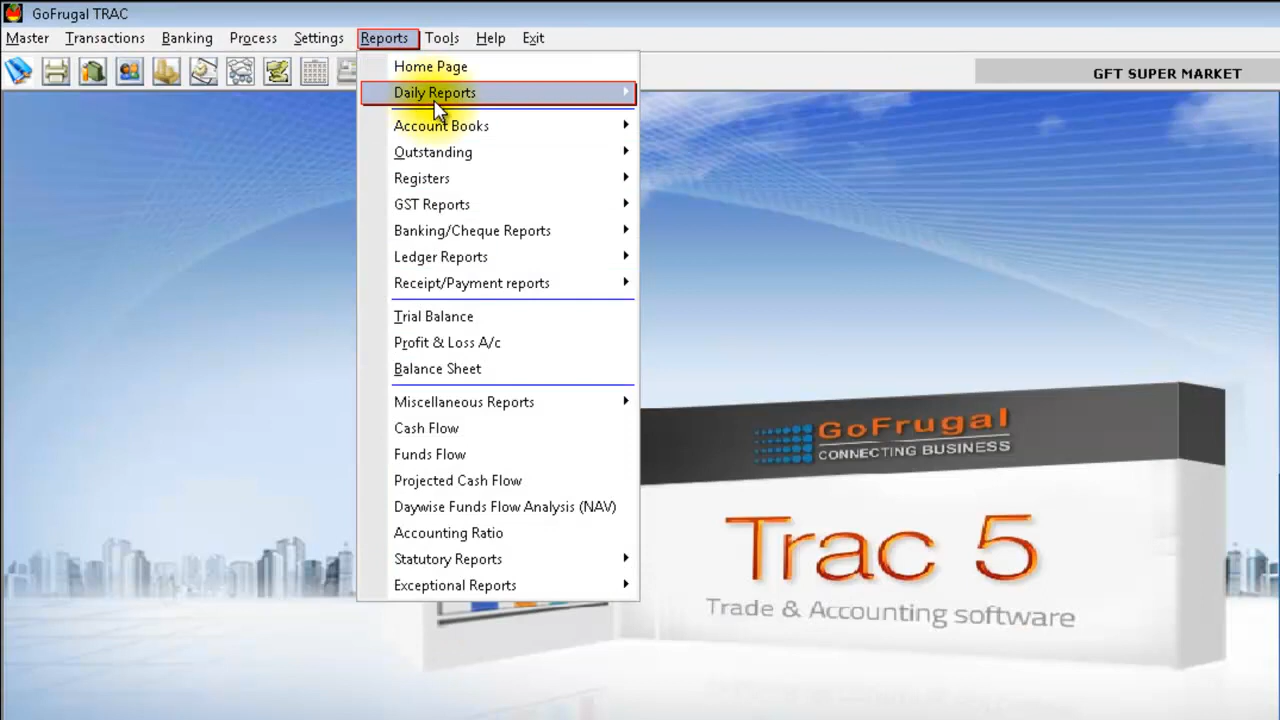 GoFrugal TRAC
Master Transactions Banking Process Settings Reports Tools Help Exit
GFT SUPER MARKET
Home Page
Daily Reports
Account Books
Outstanding
Registers
GST Reports
Banking/Cheque Reports
Ledger Reports
Receipt/Payment reports
Trial Balance
Profit & Loss A/c
Balance Sheet
Miscellaneous Reports
Cash Flow
Funds Flow
Projected Cash Flow
Daywise Funds Flow Analysis (NAV)
Accounting Ratio
Statutory Reports
Exceptional Reports
GoFrugal
CONNECTING BUSINESS
Trac 5
Trade & Accounting software